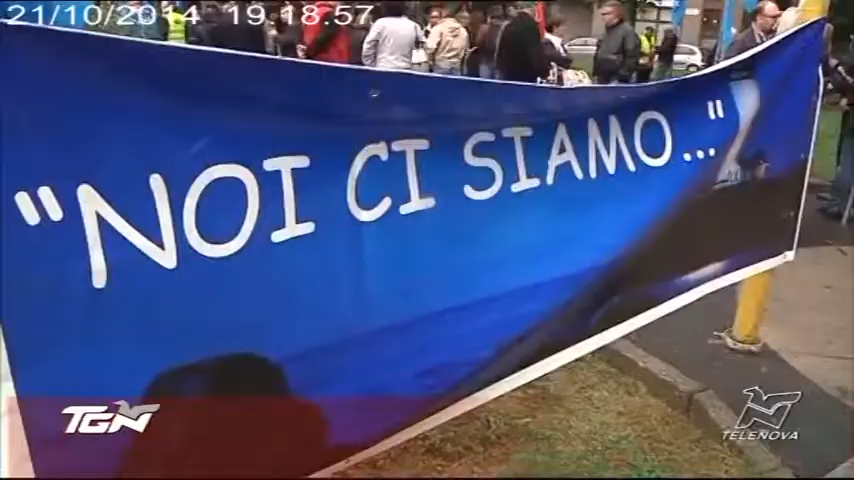 21/10/2014 19.18.57
"NOI CI SIAMO..."
TGN
TELENOVA